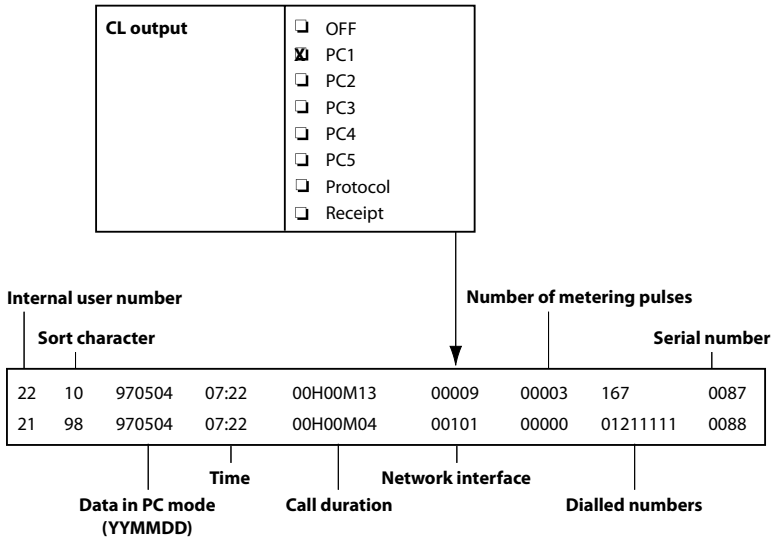 CL output
OFF
X PC1
PC2
PC3
PC4
PC5
Protocol
Receipt
Internal user number
Number of metering pulses
Sort character
Serial number
22 10 970504 07:22 00H00M13 00009 00003 167 0087
21 98 970504 07:22 00H00M04 00101 00000 01211111 0088
Time
Network interface
Data in PC mode
(YYMMDD)
Call duration
Dialled numbers